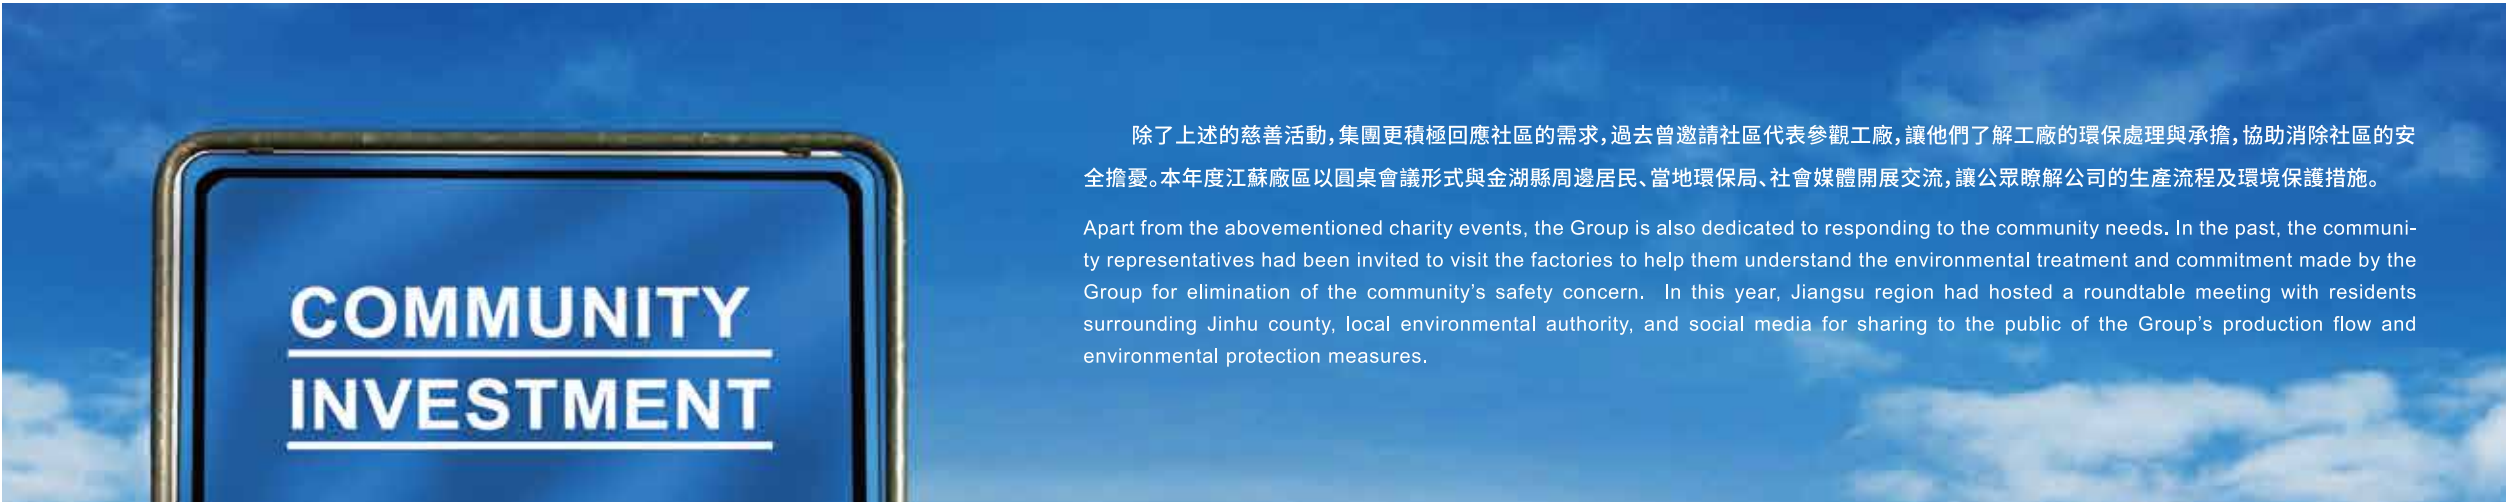 COMMUNITY
INVESTMENT
除了上述的慈善活動,集團更積極回應社區的需求,過去曾邀請社區代表參觀工廠,讓他們了解工廠的環保處理與承擔,協助消除社區的安
全擔憂。本年度江蘇廠區以圓桌會議形式與金湖縣周邊居民、當地環保局、社會媒體開展交流,讓公眾瞭解公司的生產流程及環境保護措施。
Apart from the abovementioned charity events, the Group is also dedicated to responding to the community needs. In the past, the communi-
ty representatives had been invited to visit the factories to help them understand the environmental treatment and commitment made by the
Group for elimination of the community's safety concern. In this year, Jiangsu region had hosted a roundtable meeting with residents
surrounding Jinhu county, local environmental authority, and social media for sharing to the public of the Group's production flow and
environmental protection measures.